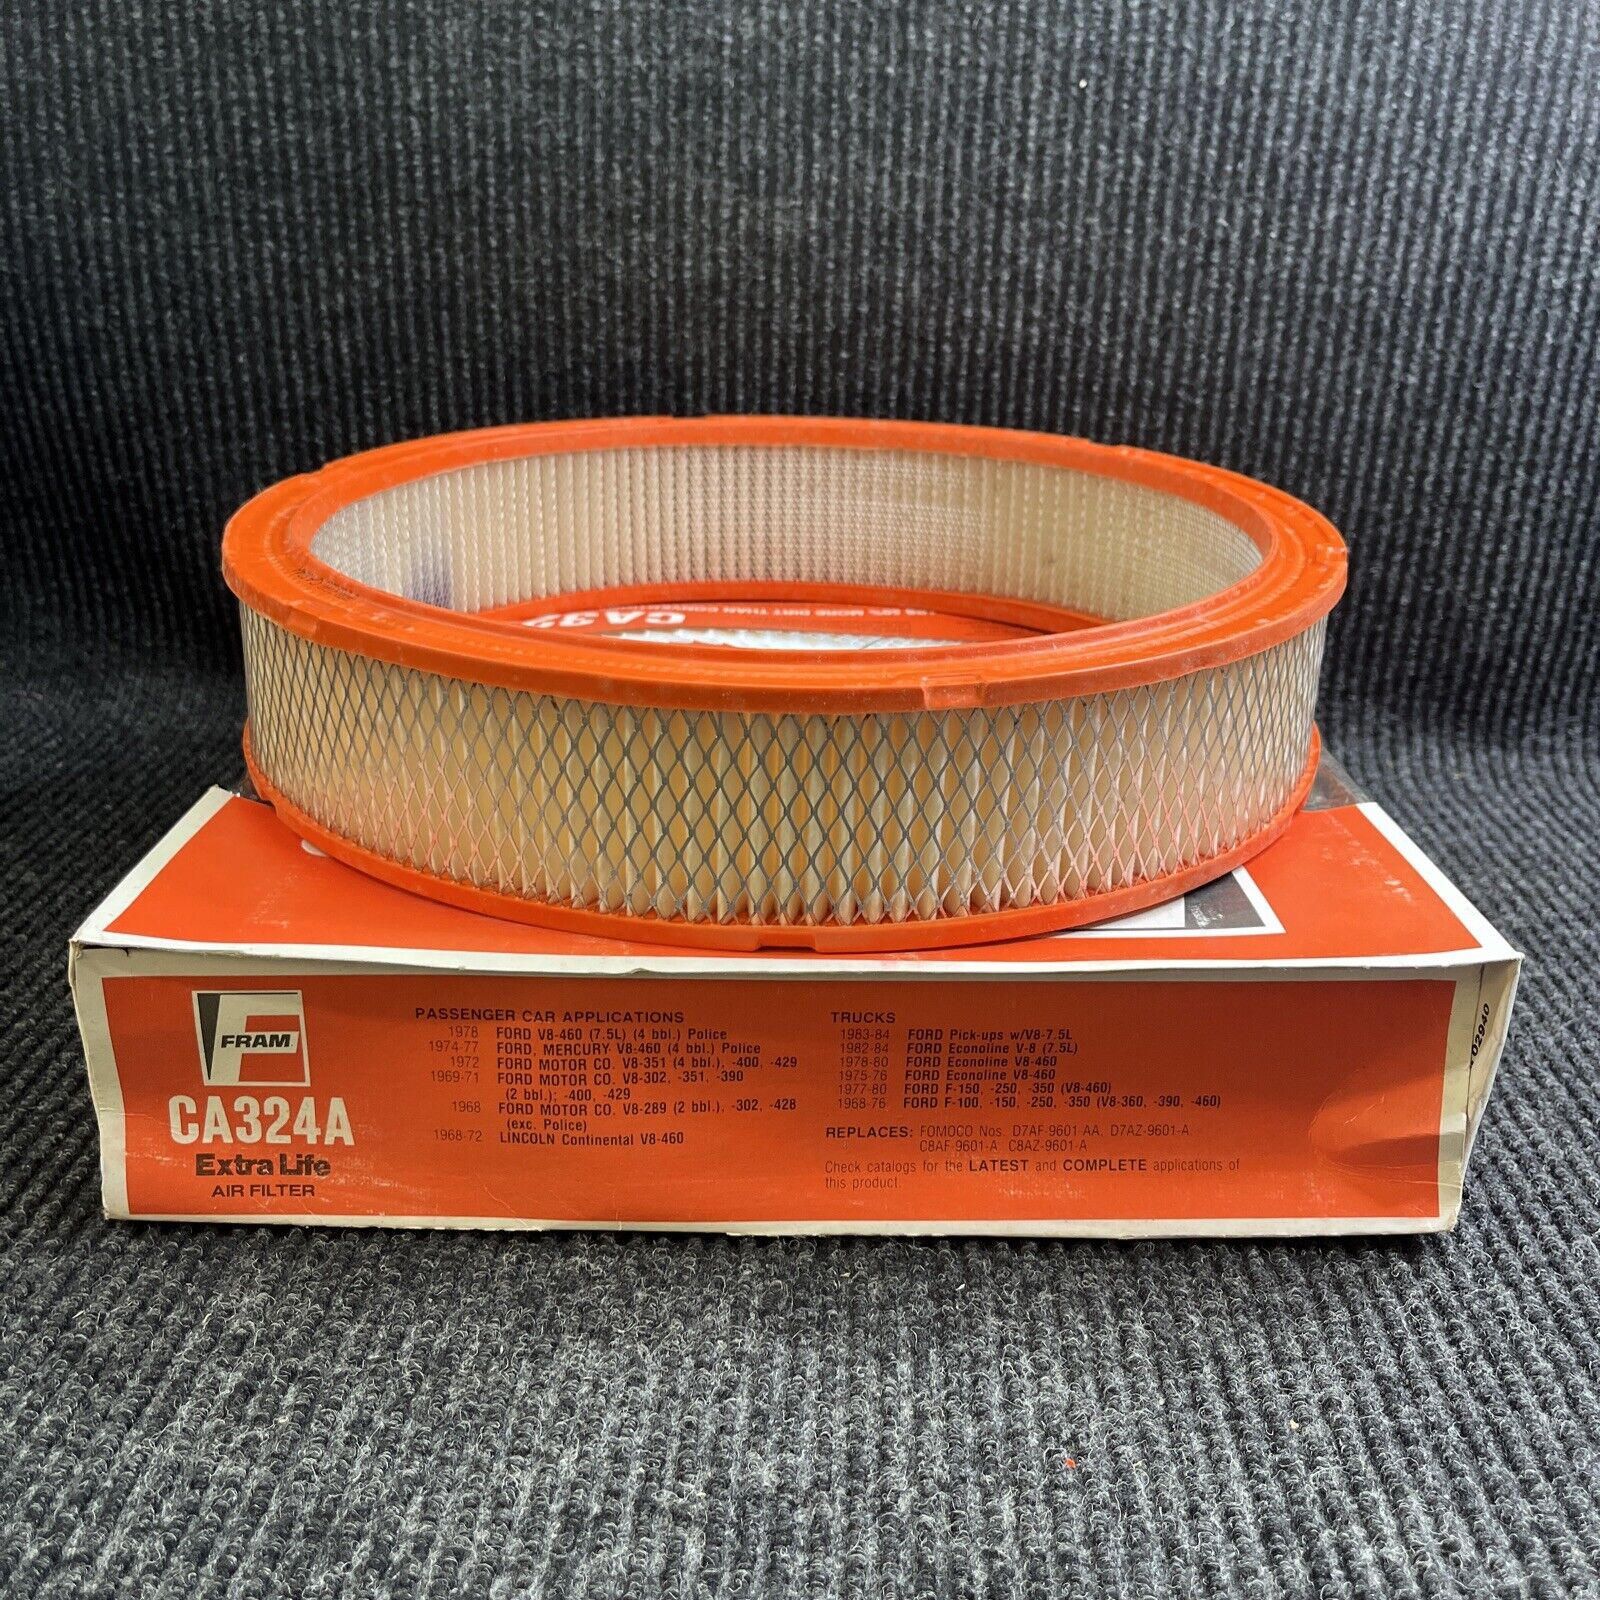 CA32
MORE DIRT THAN CONVEN
FRAM
CA324A
Extra Life
AIR FILTER
PASSENGER CAR APPLICATIONS
1978 FORD V8-460 (7.5L) (4 bbl.) Police
1974-77 FORD, MERCURY V8-460 (4 bbl.) Police
1972 FORD MOTOR CO. V8-351 (4 bbl.), -400, -429
1969-71 FORD MOTOR CO. V8-302, -351, -390
(2 bbl.); -400, -429
1968 FORD MOTOR CO. V8-289 (2 bbl.), -302, -428
(exc. Police)
1968-72 LINCOLN Continental V8-460
TRUCKS
1983-84 FORD Pick-ups w/V8-7.5L
1982-84 FORD Econoline V-8 (7.5L)
1978-80 FORD Econoline V8-460
1975-76 FORD Econoline V8-460
1977-80 FORD F-150, -250, -350 (V8-460)
1968-76 FORD F-100, -150, -250, -350 (V8-360, -390, -460)
REPLACES: FOMOCO Nos. D7AF-9601-AA, D7AZ-9601-A
C8AF-9601-A, C8AZ-9601-A
Check catalogs for the LATEST and COMPLETE applications of
this product.
02940